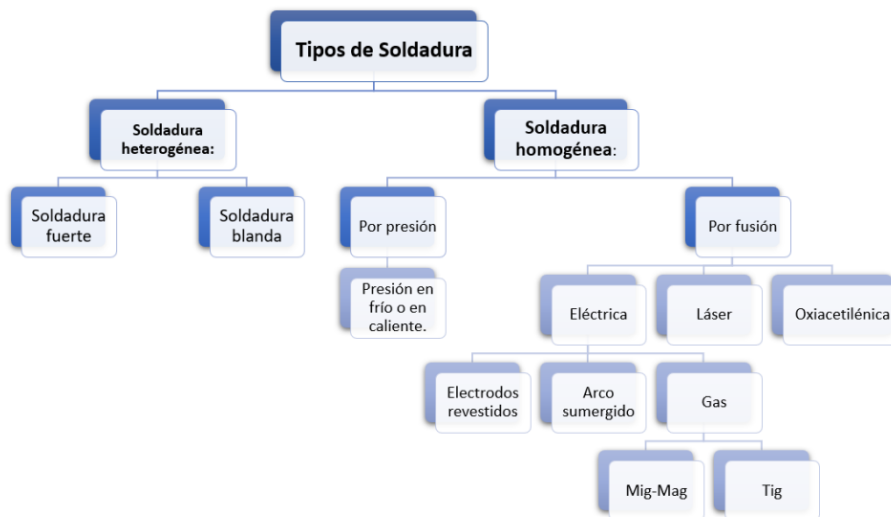 Tipos de Soldadura
Soldadura
heterogénea:
Soldadura
homogénea:
Soldadura
fuerte
Soldadura
blanda
Por presión
Por fusión
Presión en
frío o en
caliente.
Eléctrica
Láser
Oxiacetilénica
Electrodos
revestidos
Arco
sumergido
Gas
Mig-Mag
Tig